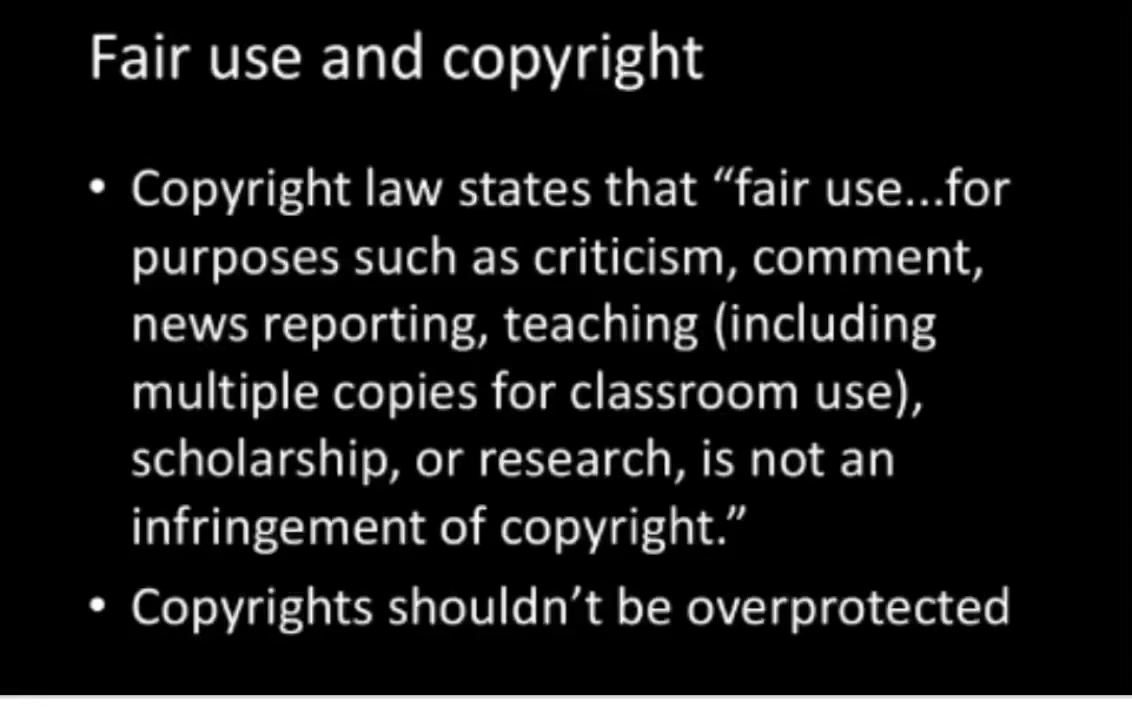 Fair use and copyright
• Copyright law states that “fair use...for
purposes such as criticism, comment,
news reporting, teaching (including
multiple copies for classroom use),
scholarship, or research, is not an
infringement of copyright.”
• Copyrights shouldn’t be overprotected